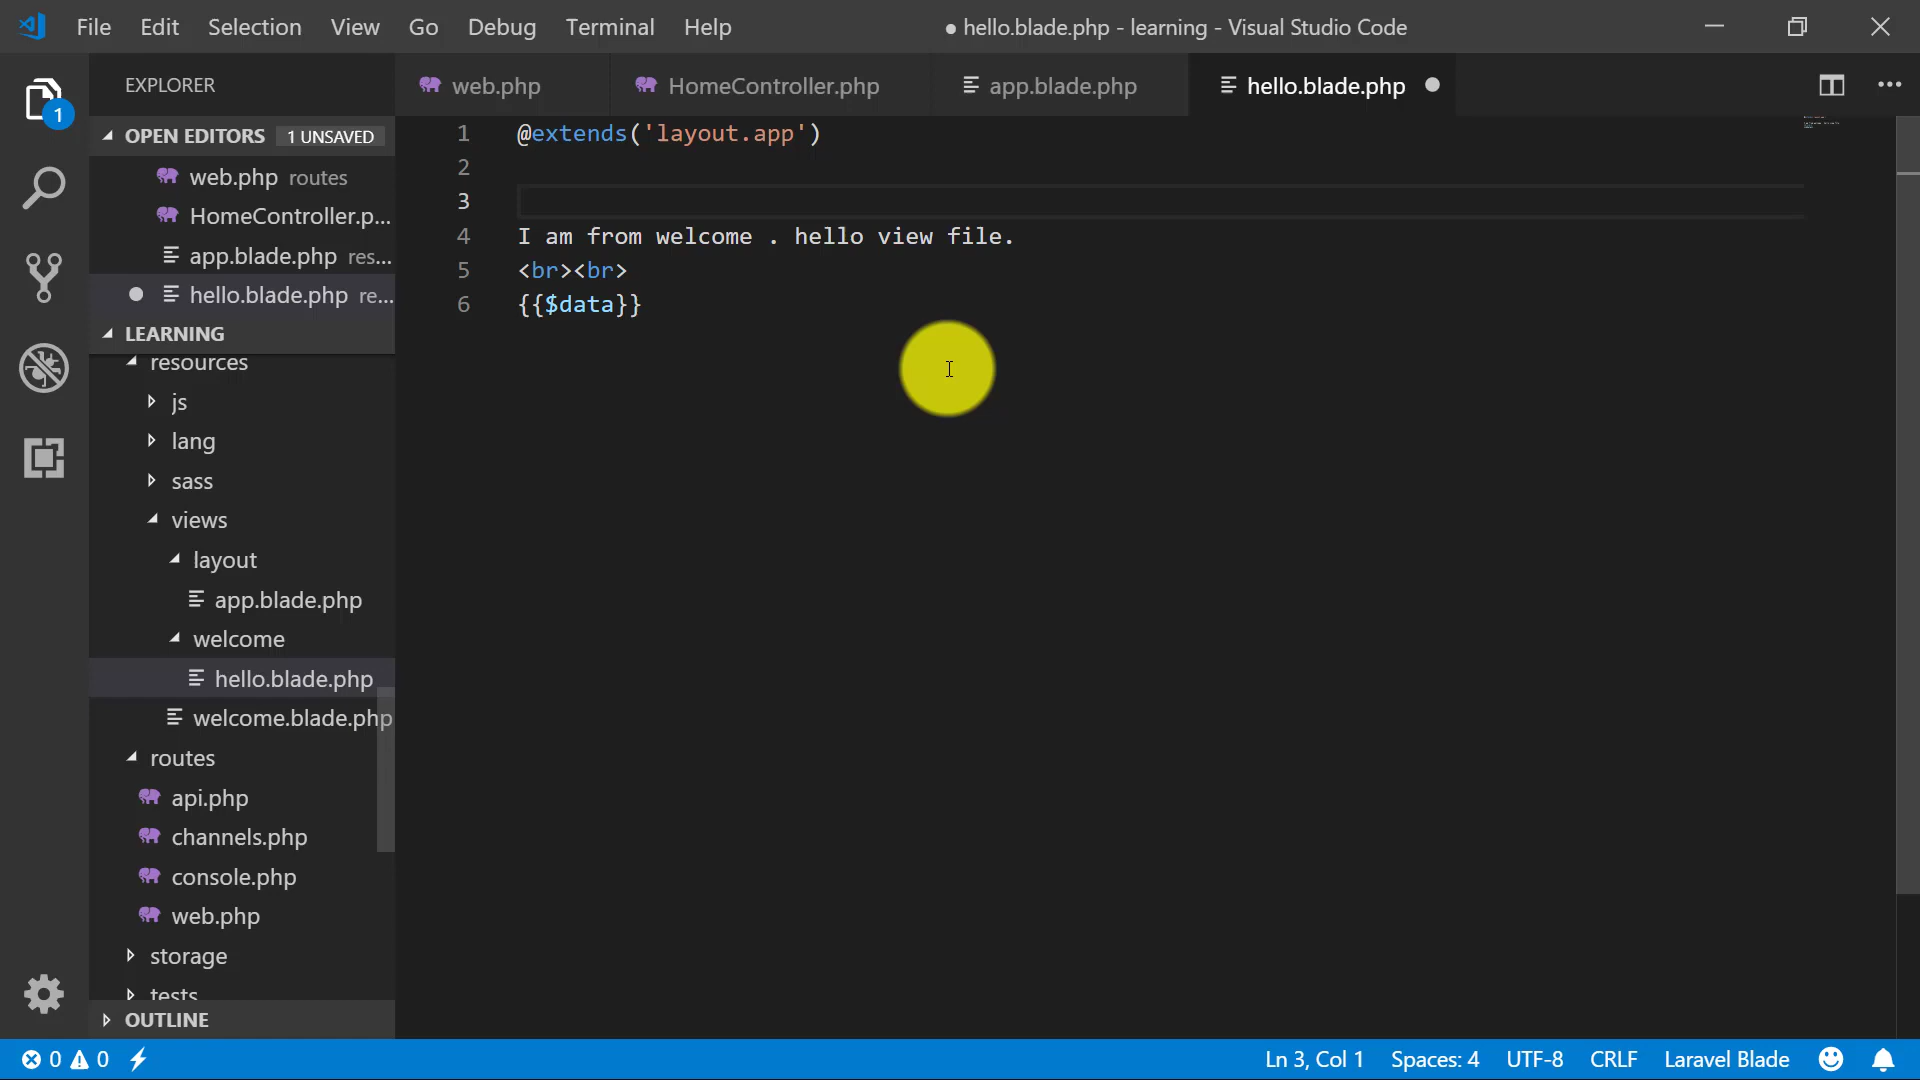 File Edit Selection View Go Debug Terminal Help
● hello.blade.php - learning - Visual Studio Code
EXPLORER
web.php
HomeController.php
app.blade.php
hello.blade.php
1
OPEN EDITORS 1 UNSAVED
web.php routes
HomeController.p...
app.blade.php res...
hello.blade.php re...
LEARNING
resources
js
lang
sass
views
layout
app.blade.php
welcome
hello.blade.php
welcome.blade.php
routes
api.php
channels.php
console.php
web.php
storage
tests
OUTLINE
1 @extends('layout.app')
2
3
4 I am from welcome . hello view file.
5 <br><br>
6 {{$data}}
0 0
Ln 3, Col 1 Spaces: 4 UTF-8 CRLF Laravel Blade